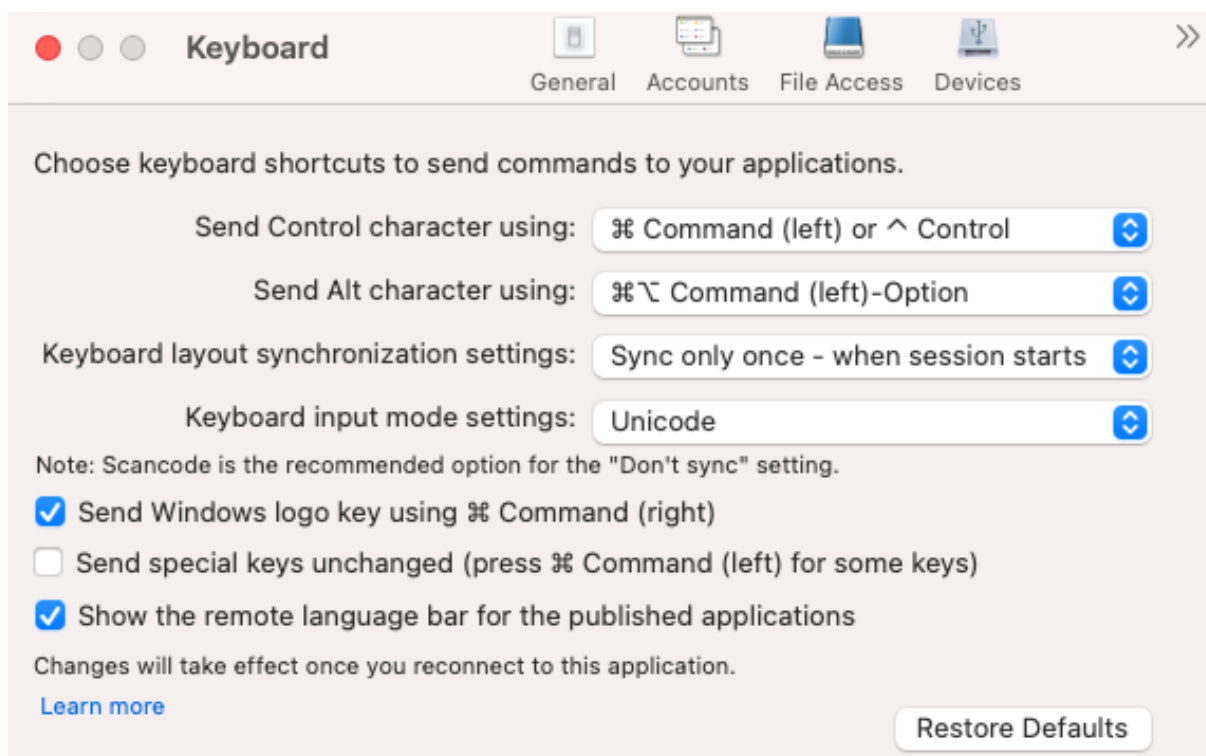 Keyboard
General Accounts File Access Devices
Choose keyboard shortcuts to send commands to your applications.
Send Control character using: ⌘ Command (left) or ^ Control
Send Alt character using: ⌘⌥ Command (left)-Option
Keyboard layout synchronization settings: Sync only once - when session starts
Keyboard input mode settings: Unicode
Note: Scancode is the recommended option for the "Don't sync" setting.
Send Windows logo key using ⌘ Command (right)
Send special keys unchanged (press ⌘ Command (left) for some keys)
Show the remote language bar for the published applications
Changes will take effect once you reconnect to this application.
Learn more
Restore Defaults